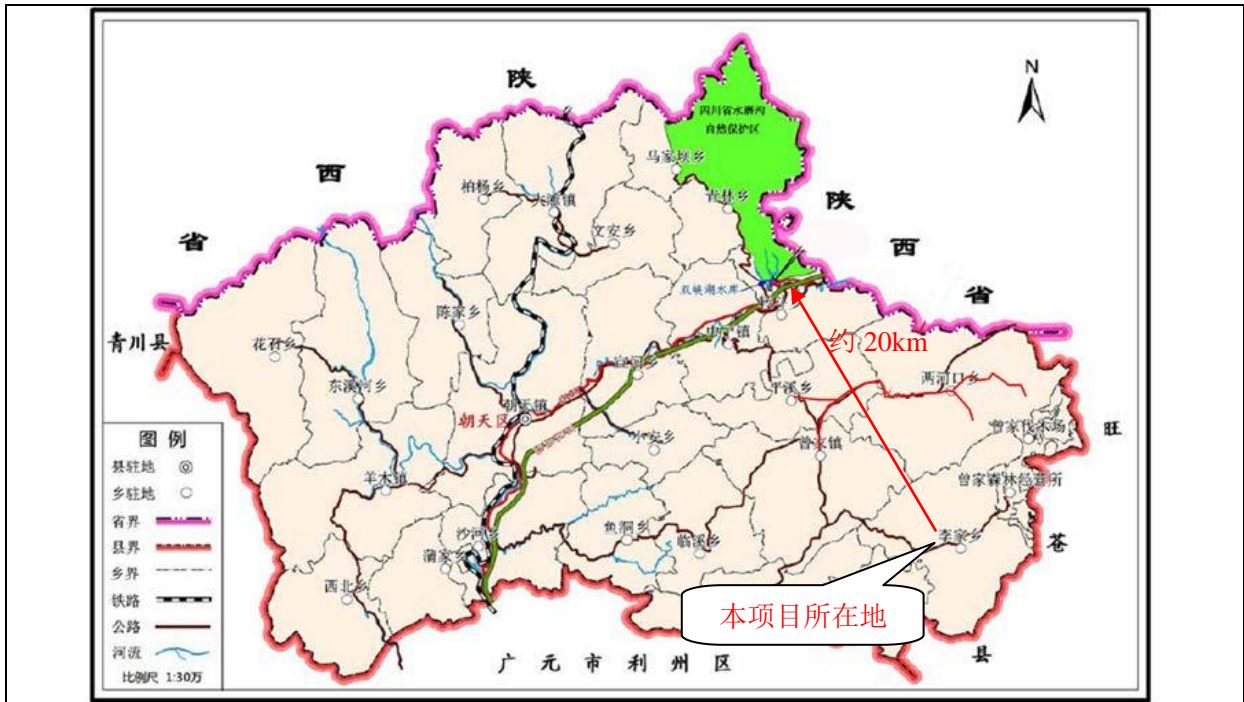 陕
西
省
N
四川省水磨沟
自然保护区
马家坝乡
青林乡
柏杨乡
大滩镇
文安乡
陕
西
省
双峡湖水库
陈家乡
中子镇
青川县
花石乡
宣河乡
约 20km
东溪河乡
平溪乡
两河口乡
朝天镇
朝天区
小安乡
曾家镇
曾家伐木场
旺
羊木镇
曾家森林经营所
沙河乡
鱼洞乡
临溪乡
李家乡
苍
蒲家乡
西北乡
本项目所在地
县
广元市利州区
图 例
县驻地
乡驻地
省界
县界
乡界
铁路
公路
河流
比例尺 1:30万